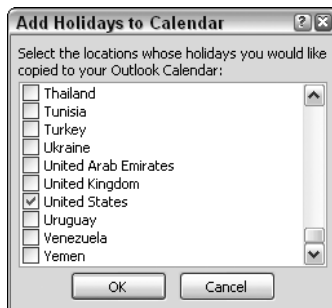 Add Holidays to Calendar
Select the locations whose holidays you would like
copied to your Outlook Calendar:
Thailand
Tunisia
Turkey
Ukraine
United Arab Emirates
United Kingdom
United States
Uruguay
Venezuela
Yemen
OK Cancel